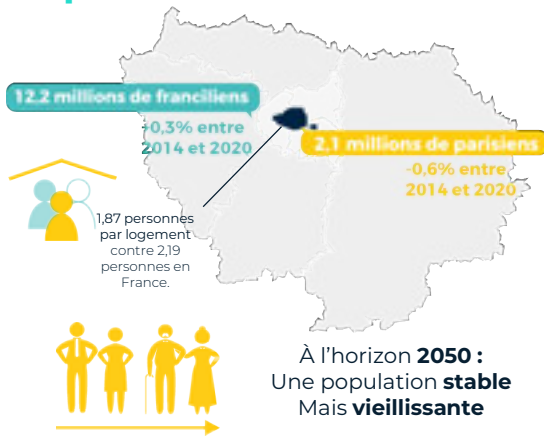 12.2 millions de franciliens
+0,3% entre
2014 et 2020
2,1 millions de parisiens
-0,6% entre
2014 et 2020
1,87 personnes
par logement
contre 2,19
personnes en
France.
À l'horizon 2050 :
Une population stable
Mais vieillissante